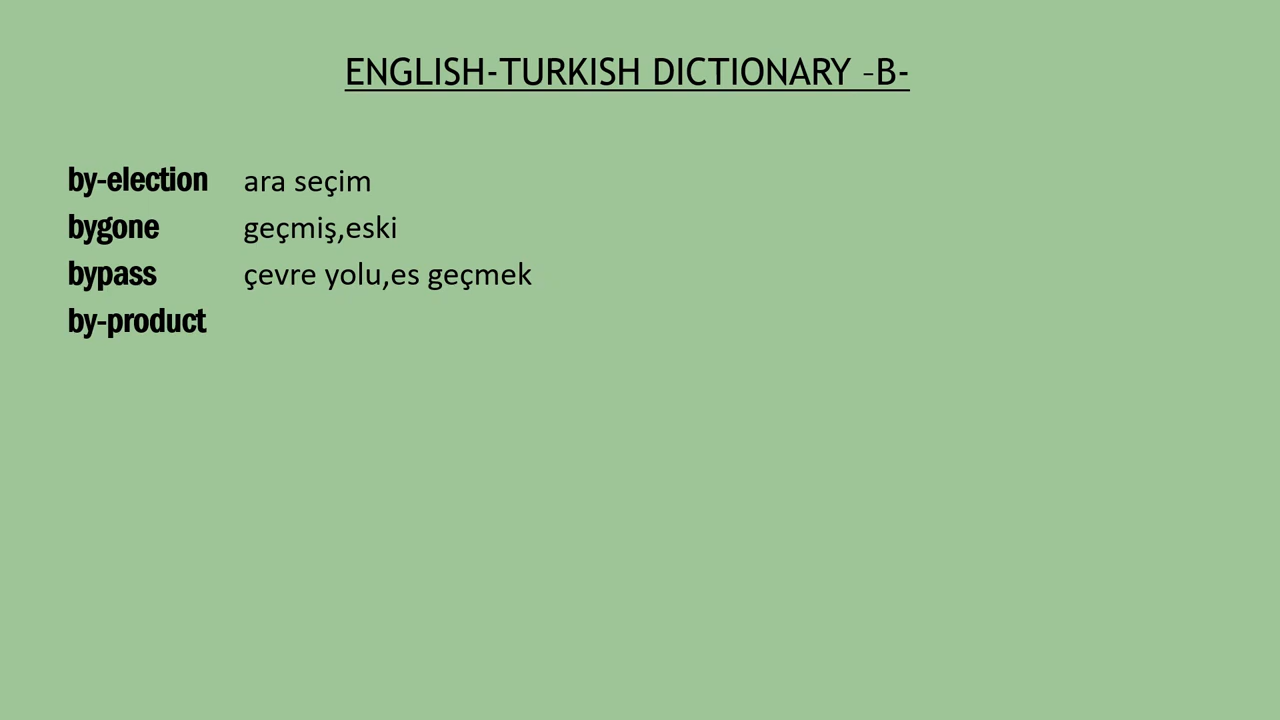 ENGLISH-TURKISH DICTIONARY –B-
by-election ara seçim
bygone geçmiş,eski
bypass çevre yolu,es geçmek
by-product